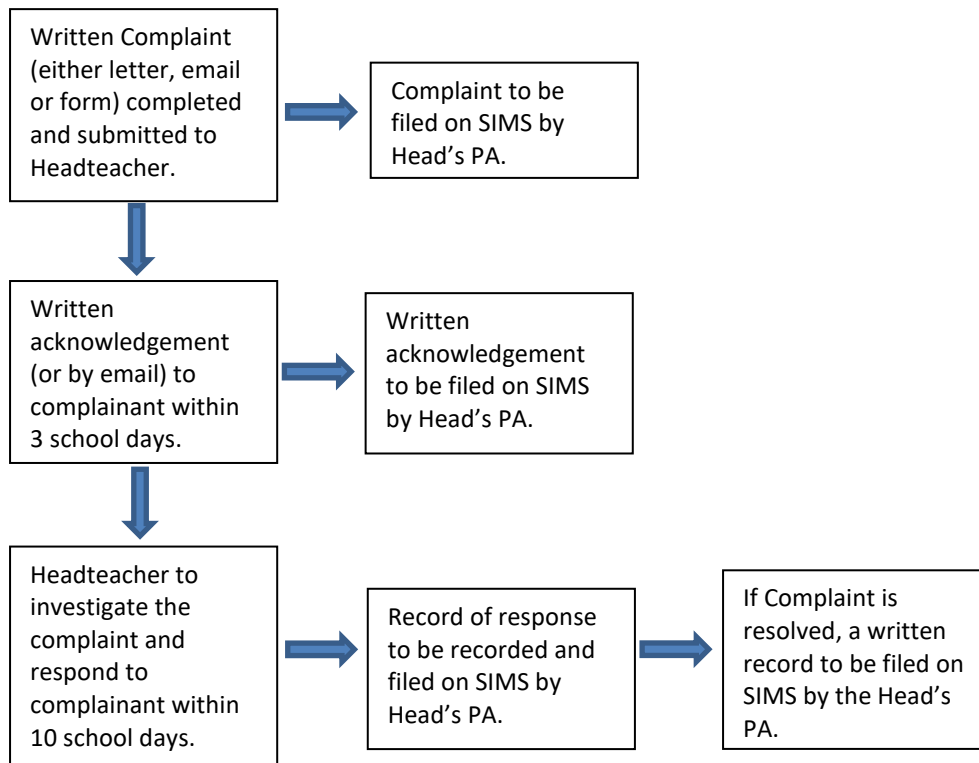 Written Complaint
(either letter, email
or form) completed
and submitted to
Headteacher.
Complaint to be
filed on SIMS by
Head’s PA.
Written
acknowledgement
(or by email) to
complainant within
3 school days.
Written
acknowledgement
to be filed on SIMS
by Head’s PA.
Headteacher to
investigate the
complaint and
respond to
complainant within
10 school days.
Record of response
to be recorded and
filed on SIMS by
Head’s PA.
If Complaint is
resolved, a written
record to be filed on
SIMS by the Head’s
PA.